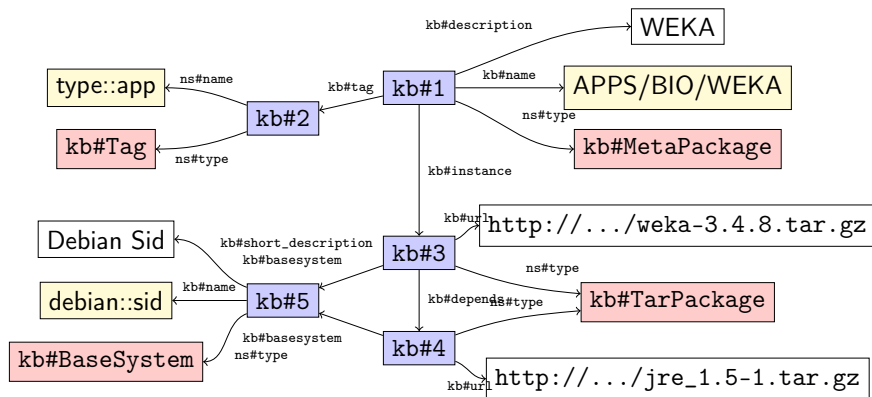 kb#description
WEKA
ns#name
type::app
kb#tag
kb#1
kb#name
APPS/BIO/WEKA
kb#2
ns#type
kb#Tag
ns#type
kb#MetaPackage
kb#instance
kb#url
http://.../weka-3.4.8.tar.gz
Debian Sid
kb#short_description
kb#basesystem
kb#3
ns#type
kb#name
debian::sid
kb#5
kb#depends
ns#type
kb#TarPackage
kb#basesystem
ns#type
kb#BaseSystem
kb#4
kb#url
http://.../jre_1.5-1.tar.gz